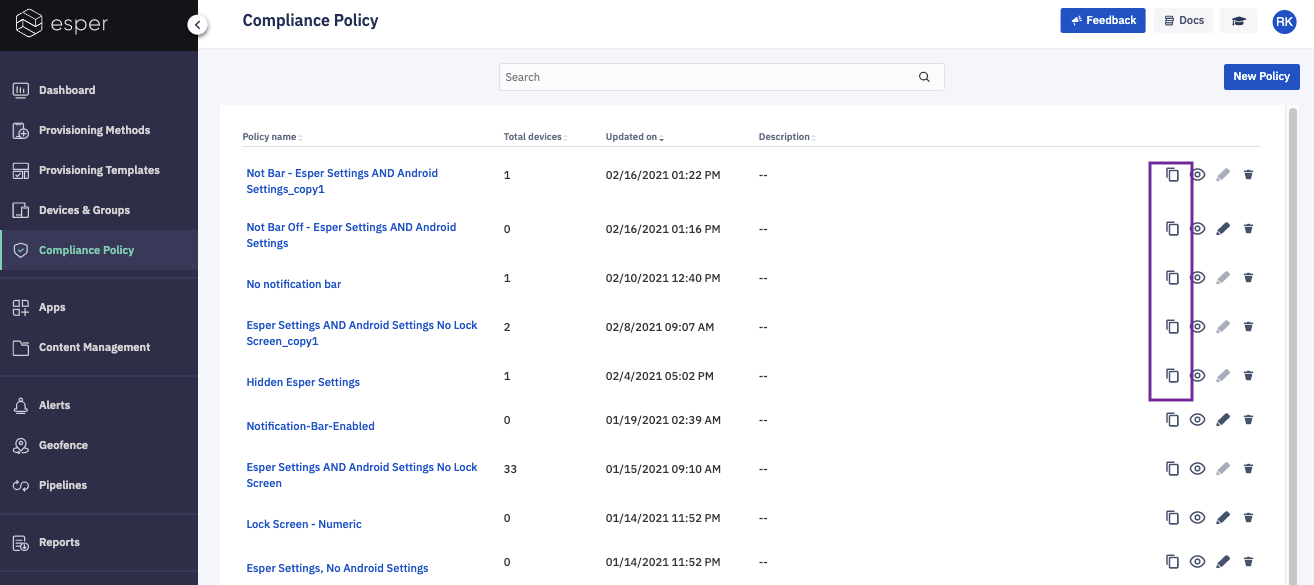 esper
Compliance Policy
Feedback
Docs
RK
Dashboard
Provisioning Methods
Provisioning Templates
Devices & Groups
Compliance Policy
Apps
Content Management
Alerts
Geofence
Pipelines
Reports
Search
New Policy
Policy name Total devices Updated on Description
Not Bar - Esper Settings AND Android 1 02/16/2021 01:22 PM --
Settings_copy1
Not Bar Off - Esper Settings AND Android 0 02/16/2021 01:16 PM --
Settings
No notification bar 1 02/10/2021 12:40 PM --
Esper Settings AND Android Settings No Lock 2 02/8/2021 09:07 AM --
Screen_copy1
Hidden Esper Settings 1 02/4/2021 05:02 PM --
Notification-Bar-Enabled 0 01/19/2021 02:39 AM --
Esper Settings AND Android Settings No Lock 33 01/15/2021 09:10 AM --
Screen
Lock Screen - Numeric 0 01/14/2021 11:52 PM --
Esper Settings, No Android Settings 0 01/14/2021 11:52 PM --